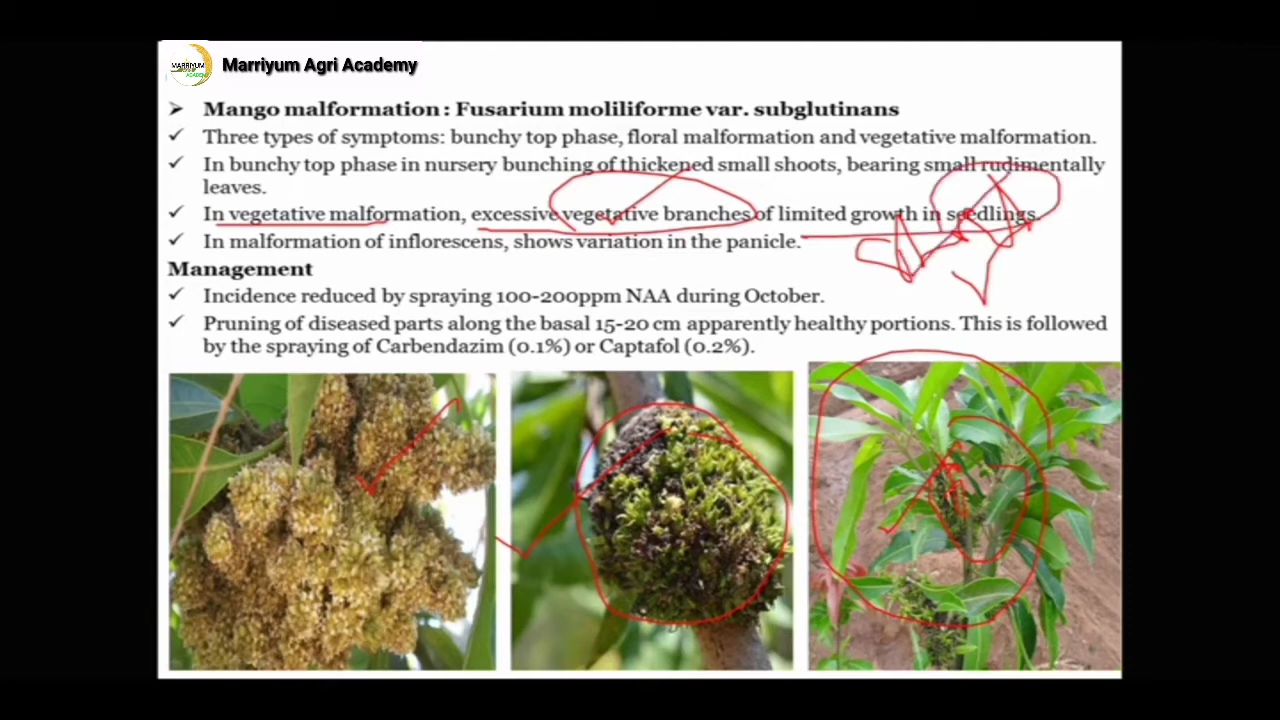 MARRIYUM
ACADEMY
Marriyum Agri Academy
➤ Mango malformation : Fusarium moliliforme var. subglutinans
✓ Three types of symptoms: bunchy top phase, floral malformation and vegetative malformation.
✓ In bunchy top phase in nursery bunching of thickened small shoots, bearing small rudimentally
leaves.
✓ In vegetative malformation, excessive vegetative branches of limited growth in seedlings.
✓ In malformation of inflorescens, shows variation in the panicle.
Management
✓ Incidence reduced by spraying 100-200ppm NAA during October.
✓ Pruning of diseased parts along the basal 15-20 cm apparently healthy portions. This is followed
by the spraying of Carbendazim (0.1%) or Captafol (0.2%).